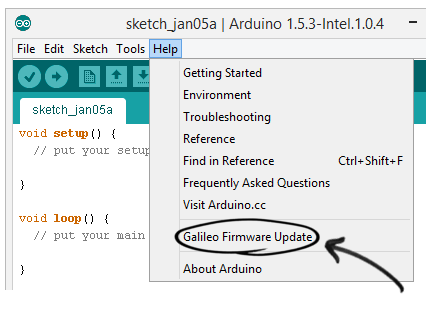 sketch_jan05a | Arduino 1.5.3-Intel.1.0.4
File Edit Sketch Tools Help
sketch_jan05a
void setup() {
// put your setup
}
void loop() {
// put your main
}
Getting Started
Environment
Troubleshooting
Reference
Find in Reference Ctrl+Shift+F
Frequently Asked Questions
Visit Arduino.cc
Galileo Firmware Update
About Arduino